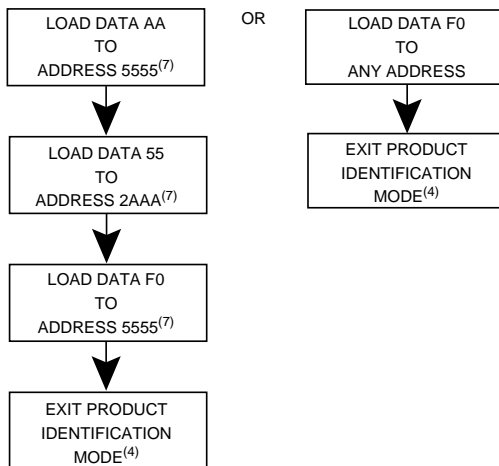 LOAD DATA AA
TO
ADDRESS 5555(7)
LOAD DATA 55
TO
ADDRESS 2AAA(7)
LOAD DATA F0
TO
ADDRESS 5555(7)
EXIT PRODUCT
IDENTIFICATION
MODE(4)
OR
LOAD DATA F0
TO
ANY ADDRESS
EXIT PRODUCT
IDENTIFICATION
MODE(4)